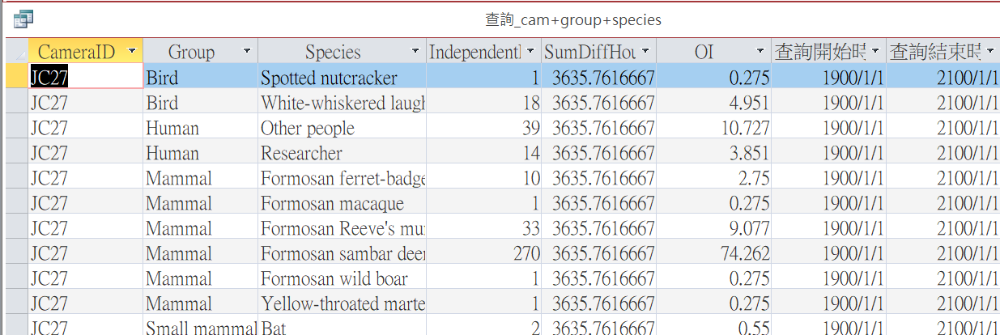 查詢_cam+group+species
CameraID Group Species Independent SumDiffHou OI 查詢開始時 查詢結束時
JC27 Bird Spotted nutcracker 1 3635.7616667 0.275 1900/1/1 2100/1/1
JC27 Bird White-whiskered laugh 18 3635.7616667 4.951 1900/1/1 2100/1/1
JC27 Human Other people 39 3635.7616667 10.727 1900/1/1 2100/1/1
JC27 Human Researcher 14 3635.7616667 3.851 1900/1/1 2100/1/1
JC27 Mammal Formosan ferret-badge 10 3635.7616667 2.75 1900/1/1 2100/1/1
JC27 Mammal Formosan macaque 1 3635.7616667 0.275 1900/1/1 2100/1/1
JC27 Mammal Formosan Reeve's mu 33 3635.7616667 9.077 1900/1/1 2100/1/1
JC27 Mammal Formosan sambar deer 270 3635.7616667 74.262 1900/1/1 2100/1/1
JC27 Mammal Formosan wild boar 1 3635.7616667 0.275 1900/1/1 2100/1/1
JC27 Mammal Yellow-throated marte 1 3635.7616667 0.275 1900/1/1 2100/1/1
JC27 Small mammal Bat 2 3635.7616667 0.55 1900/1/1 2100/1/1